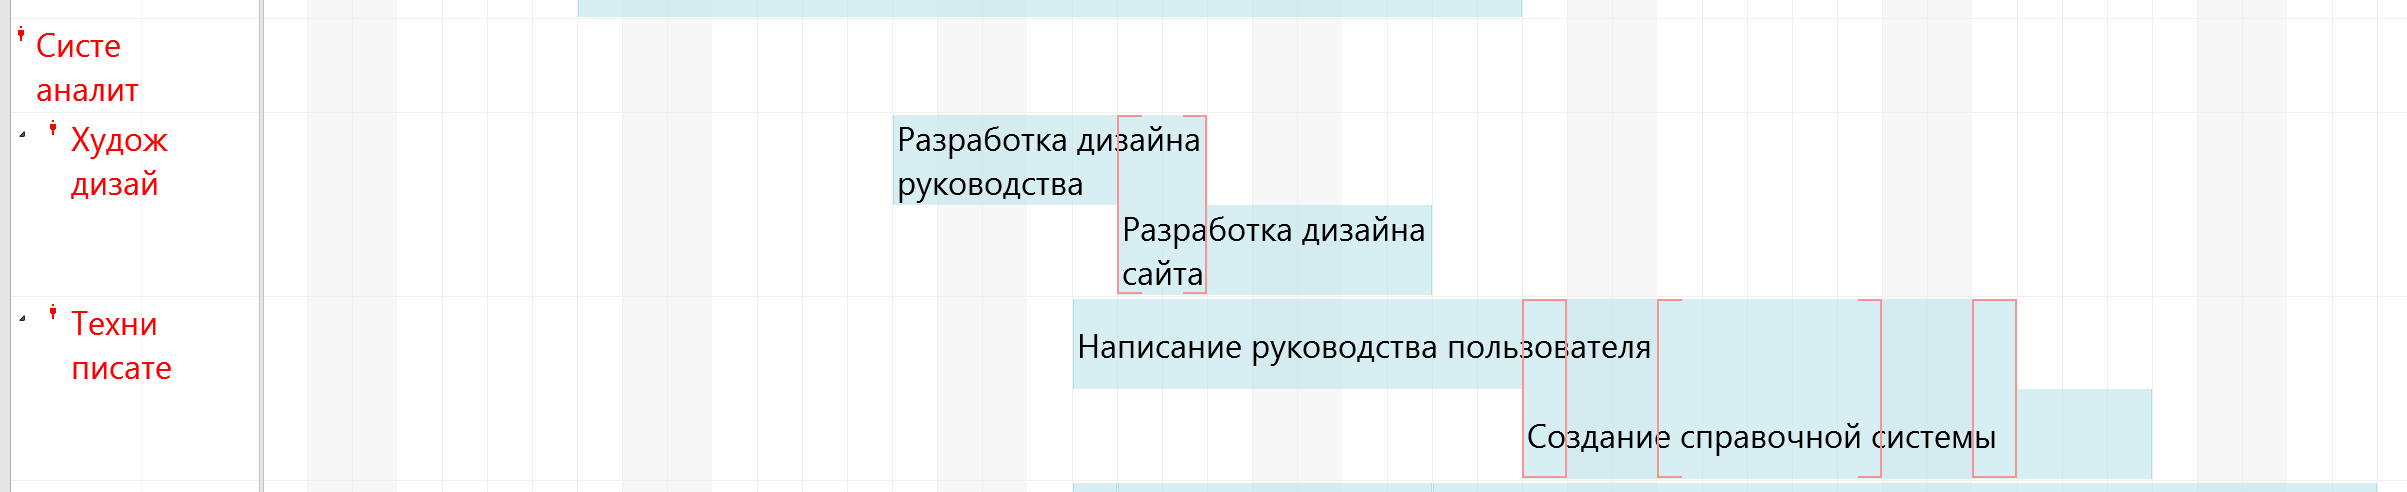 Систе
аналит
Худож
дизай
Разработка дизайна
руководства
Разработка дизайна
сайта
Техни
писате
Написание руководства пользователя
Создание справочной системы